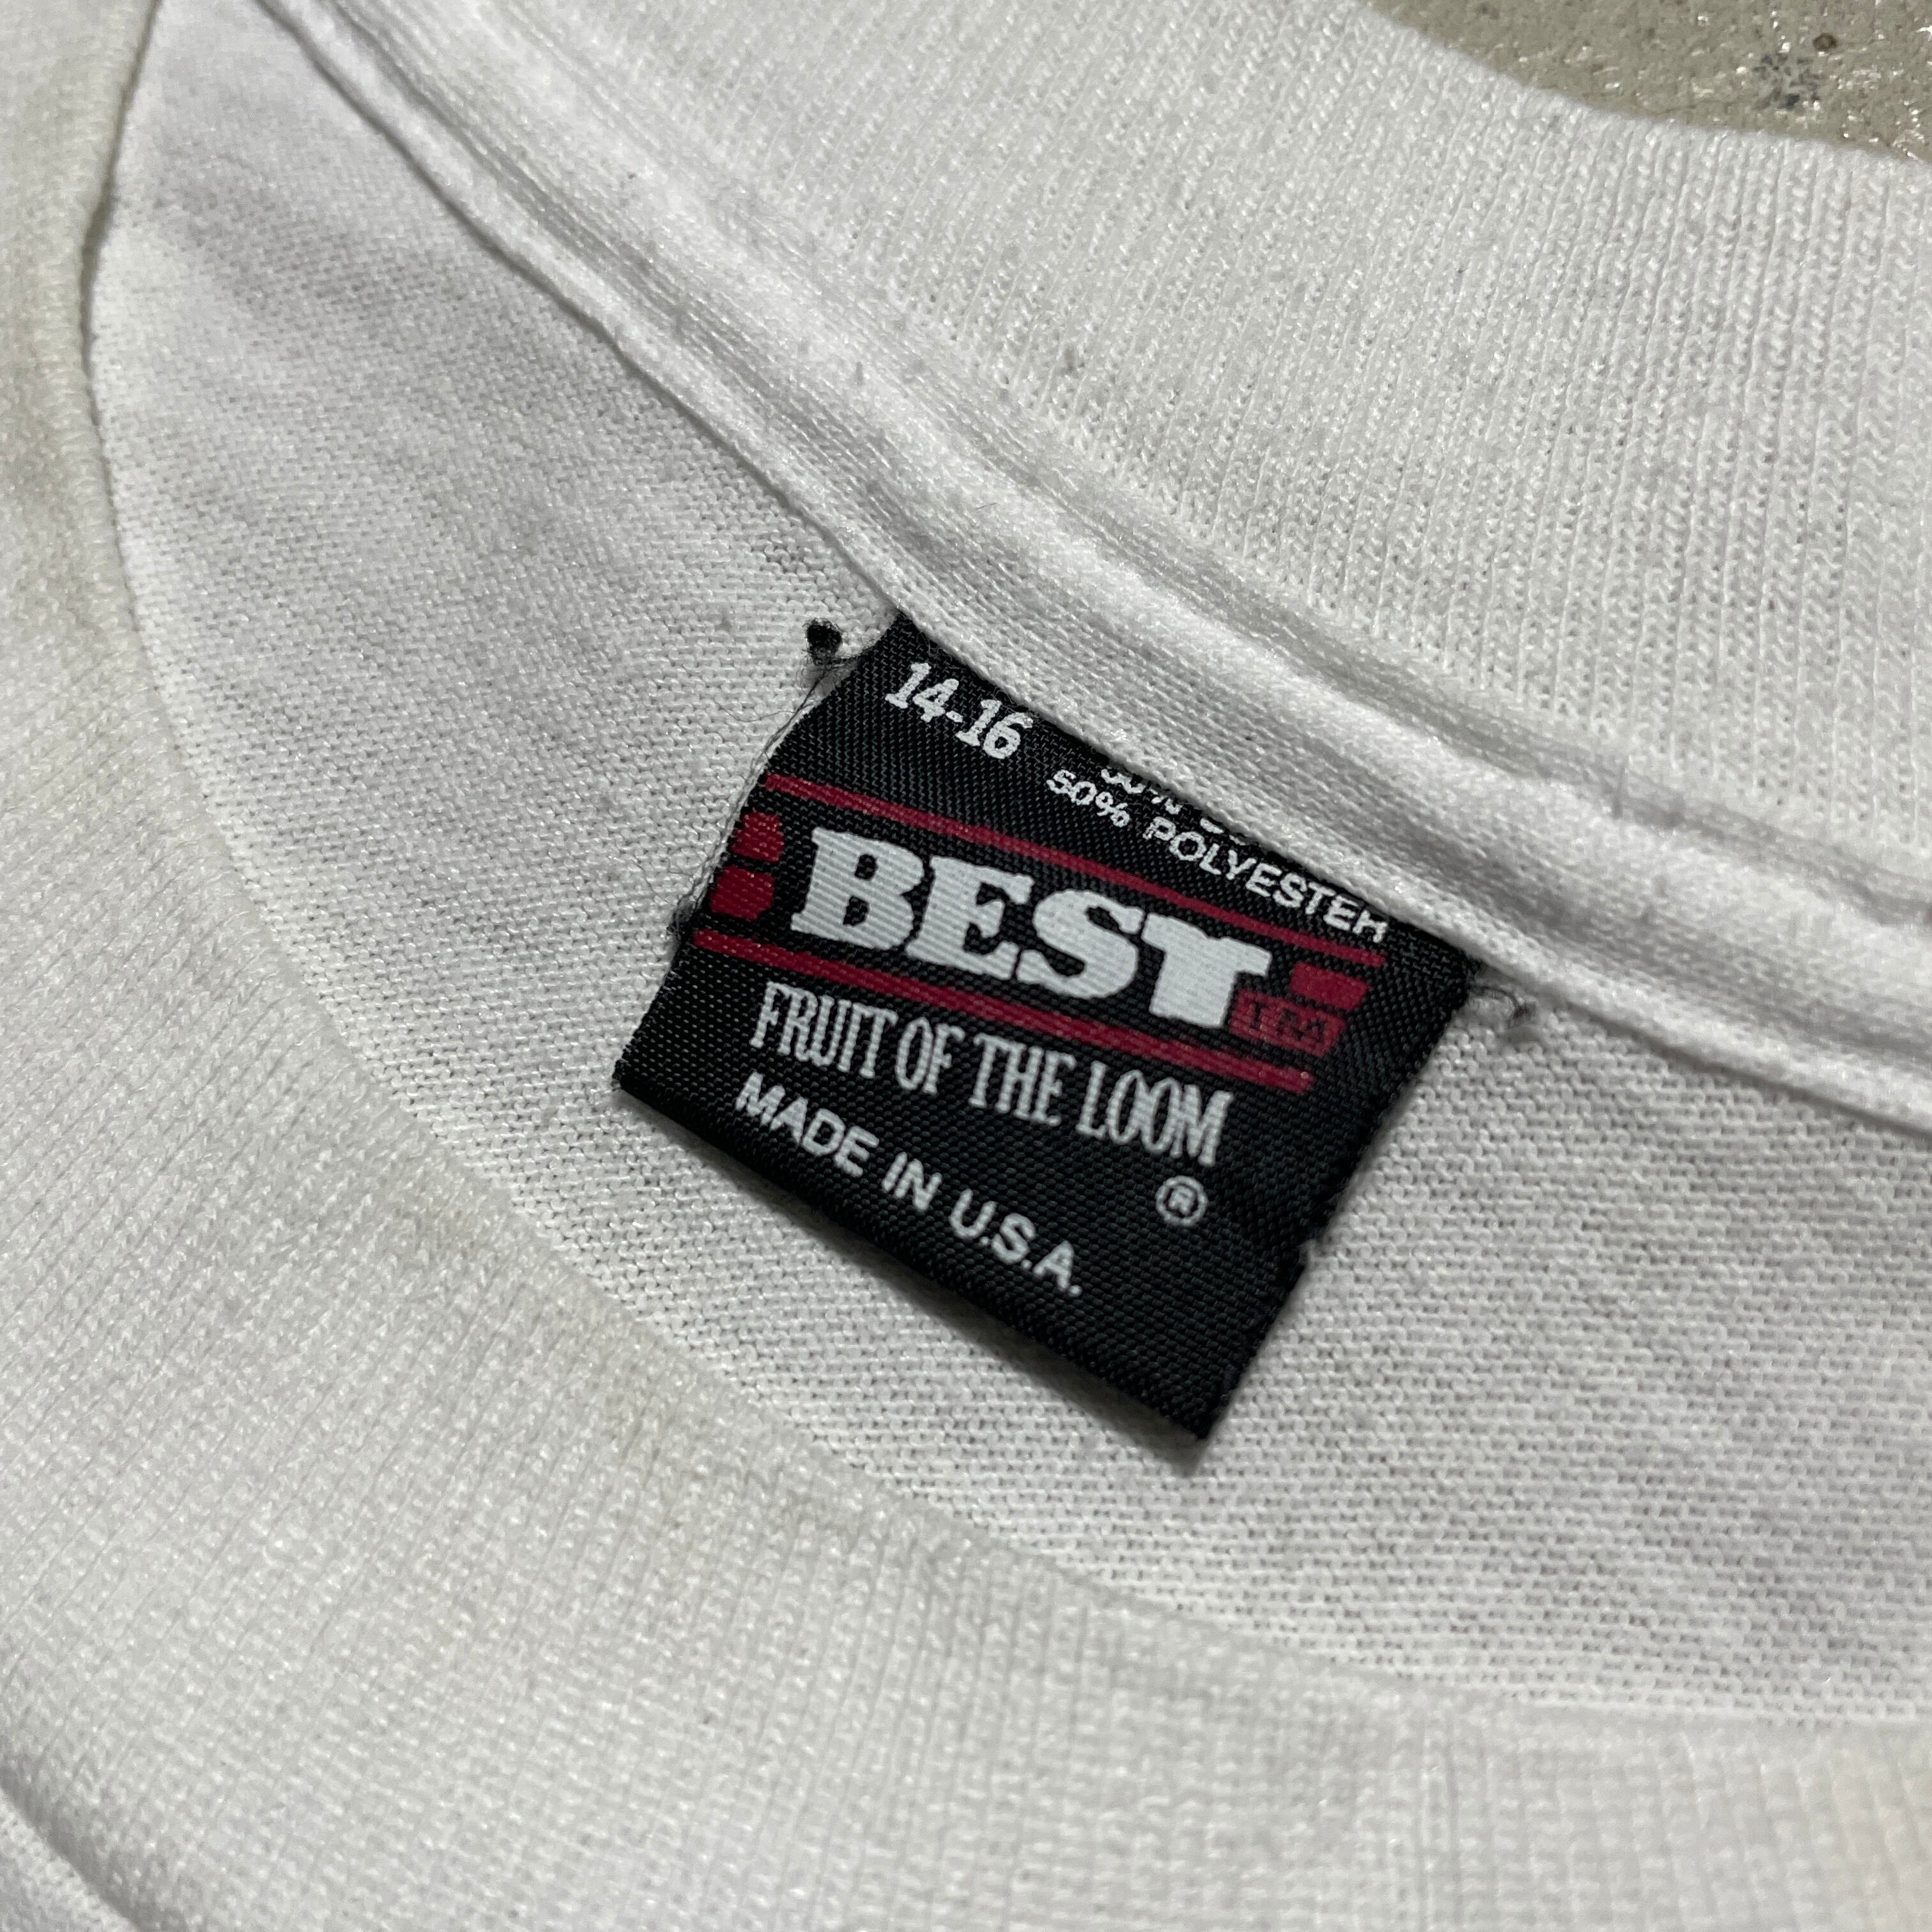 14-16
50% POLYESTER
BEST TM
FRUIT OF THE LOOM
®
MADE IN U.S.A.